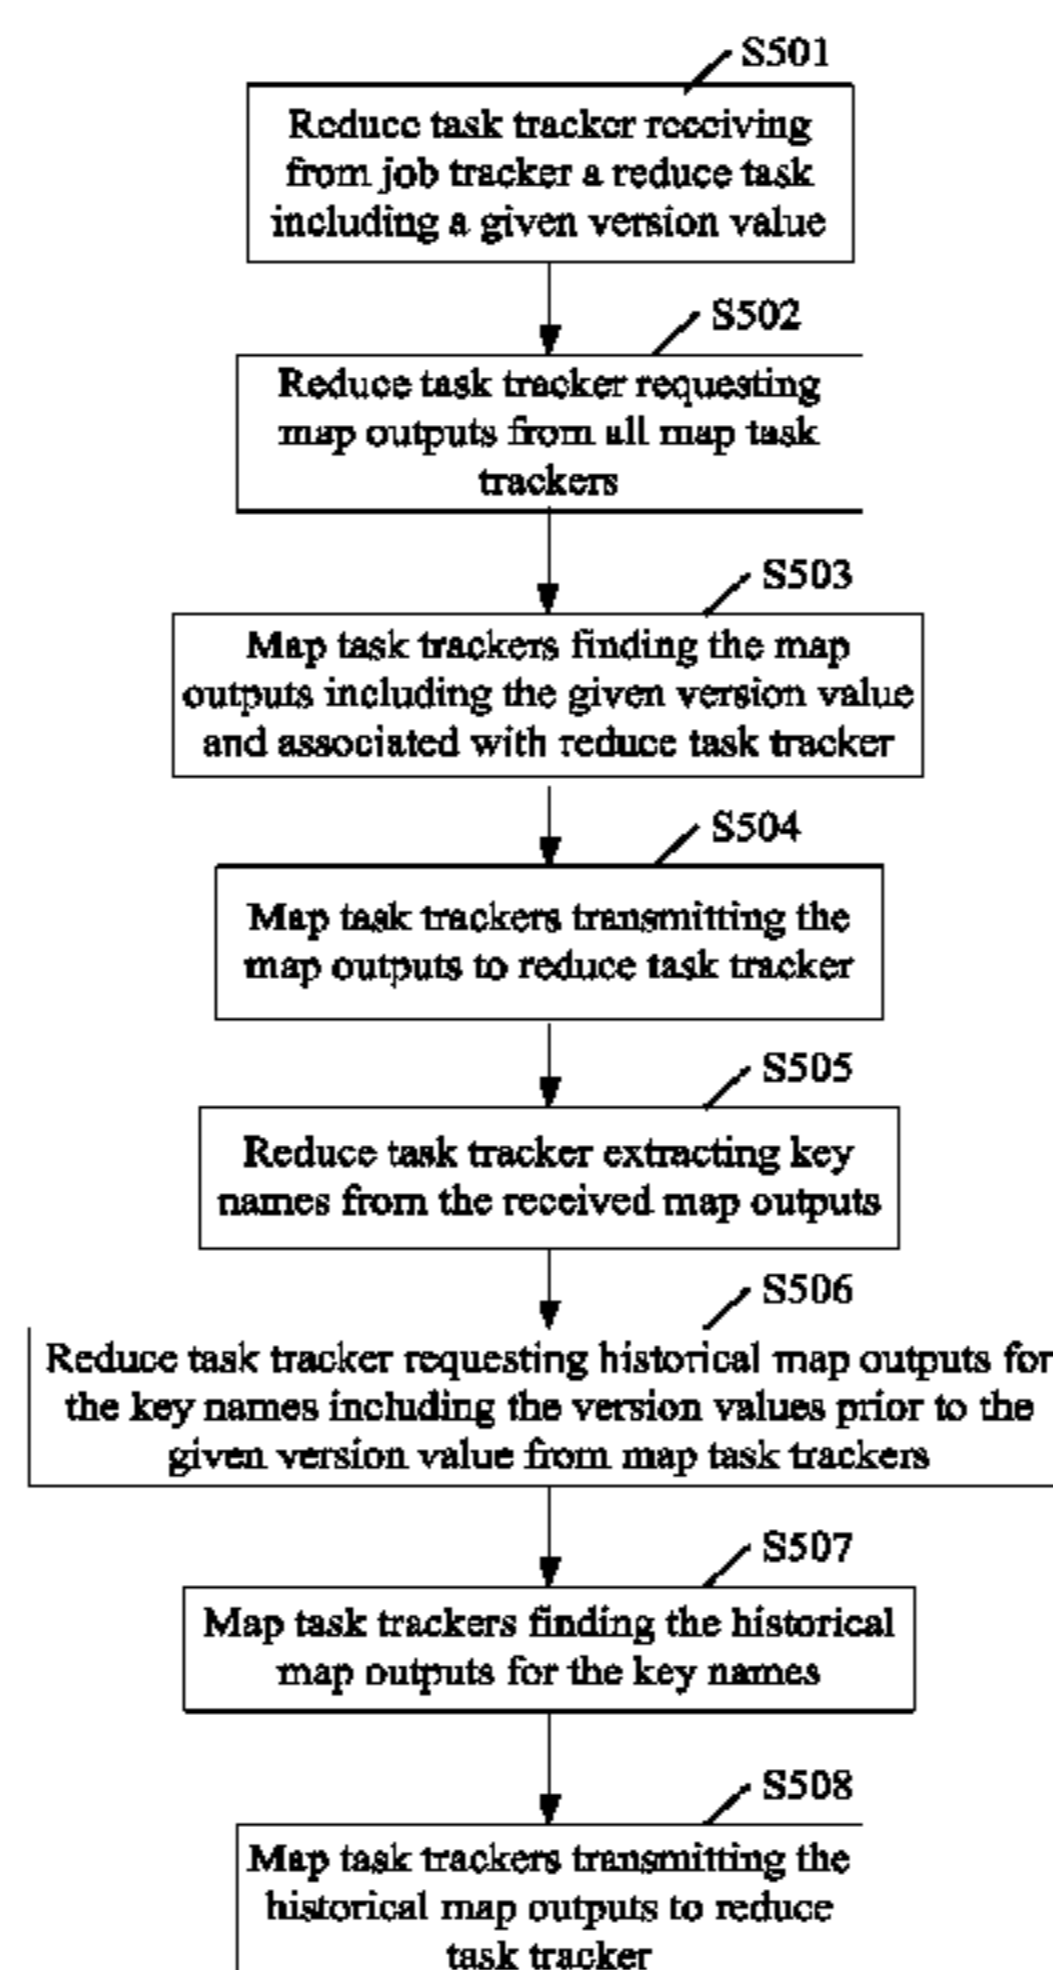 S501
Reduce task tracker receiving
from job tracker a reduce task
including a given version value
S502
Reduce task tracker requesting
map outputs from all map task
trackers
S503
Map task trackers finding the map
outputs including the given version value
and associated with reduce task tracker
S504
Map task trackers transmitting the
map outputs to reduce task tracker
S505
Reduce task tracker extracting key
names from the received map outputs
S506
Reduce task tracker requesting historical map outputs for
the key names including the version values prior to the
given version value from map task trackers
S507
Map task trackers finding the historical
map outputs for the key names
S508
Map task trackers transmitting the
historical map outputs to reduce
task tracker